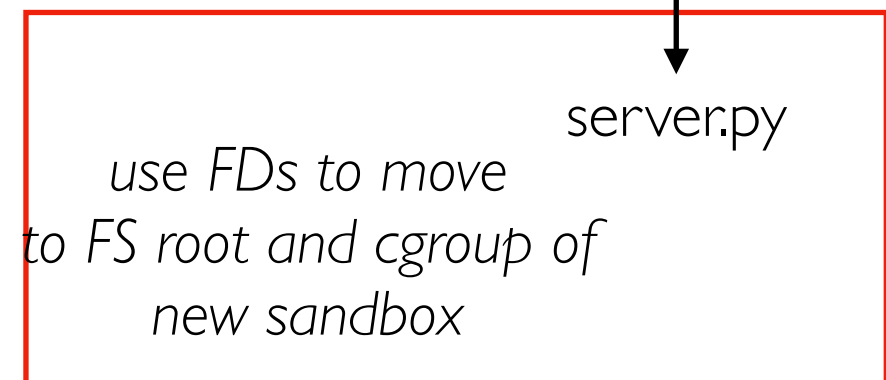 server.py
use FDs to move
to FS root and cgroup of
new sandbox